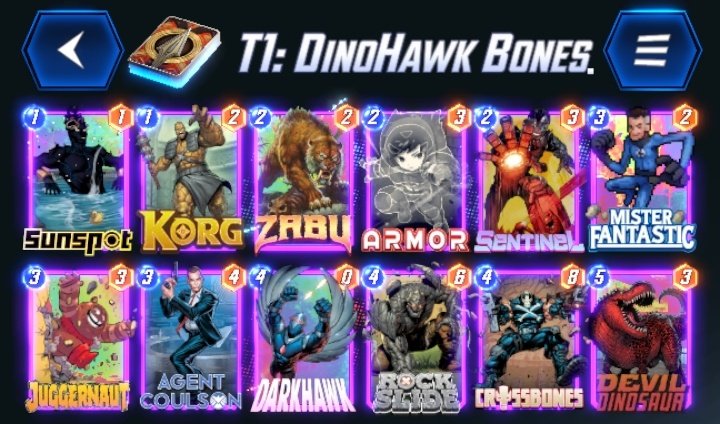 T1: DinoHawk Bones.
1 1 1 2 2 2 2 3 2 3 3 2
Sunspot KORG ZABU ARMOR SENTINEL MISTER FANTASTIC
3 3 3 4 4 0 4 6 4 8 5 3
JUGGERNAUT AGENT COULSON DARKHAWK ROCK SLIDE CROSSBONES DEVIL DINOSAUR